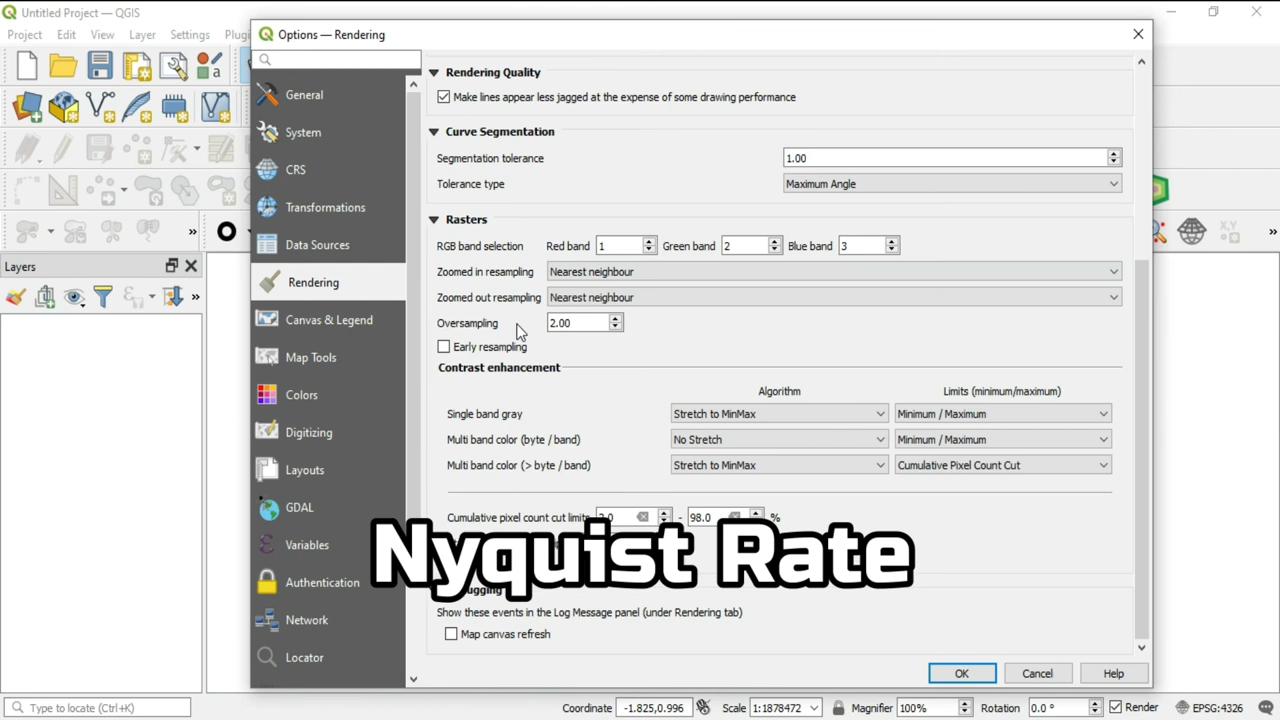 Untitled Project — QGIS
Project Edit View Layer Settings Plugi
Options — Rendering
General
System
CRS
Transformations
Data Sources
Rendering
Canvas & Legend
Map Tools
Colors
Digitizing
Layouts
GDAL
Variables
Authentication
Network
Locator
Layers
Rendering Quality
Make lines appear less jagged at the expense of some drawing performance
Curve Segmentation
Segmentation tolerance 1.00
Tolerance type Maximum Angle
Rasters
RGB band selection Red band 1 Green band 2 Blue band 3
Zoomed in resampling Nearest neighbour
Zoomed out resampling Nearest neighbour
Oversampling 2.00
Early resampling
Contrast enhancement
Algorithm Limits (minimum/maximum)
Single band gray Stretch to MinMax Minimum / Maximum
Multi band color (byte / band) No Stretch Minimum / Maximum
Multi band color (> byte / band) Stretch to MinMax Cumulative Pixel Count Cut
Cumulative pixel count cut limits 2.0 - 98.0 %
Nyquist Rate
Show these events in the Log Message panel (under Rendering tab)
Map canvas refresh
OK Cancel Help
X,Y
» » »
Type to locate (Ctrl+K) Coordinate -1.825,0.996 Scale 1:1878472 Magnifier 100% Rotation 0.0 ° Render EPSG:4326